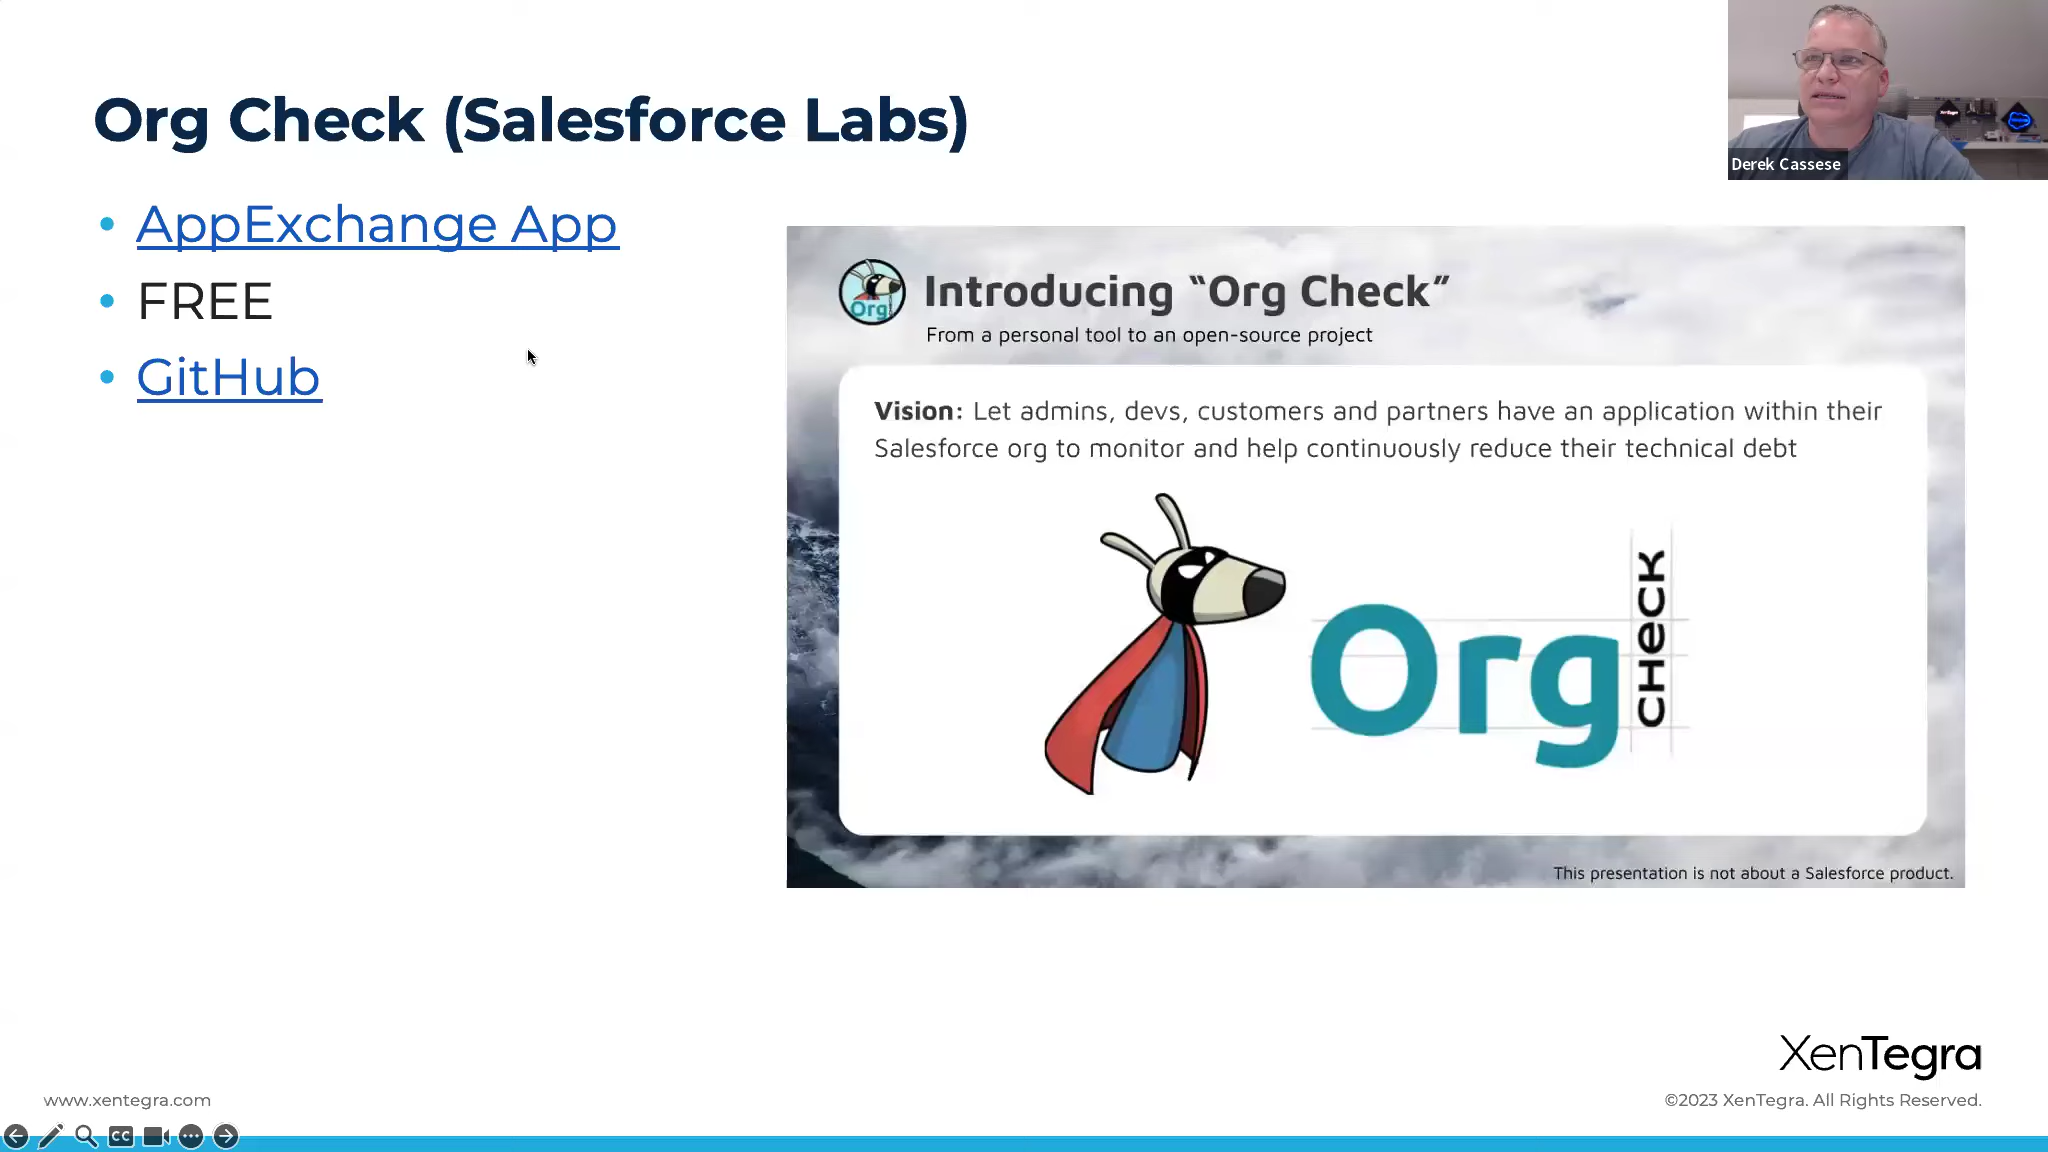 Org Check (Salesforce Labs)
Derek Cassese
• AppExchange App
• FREE
• GitHub
Org
Introducing “Org Check”
From a personal tool to an open-source project
Vision: Let admins, devs, customers and partners have an application within their
Salesforce org to monitor and help continuously reduce their technical debt
Org
CHeCK
This presentation is not about a Salesforce product.
XenTegra
www.xentegra.com
©2023 XenTegra. All Rights Reserved.
CC